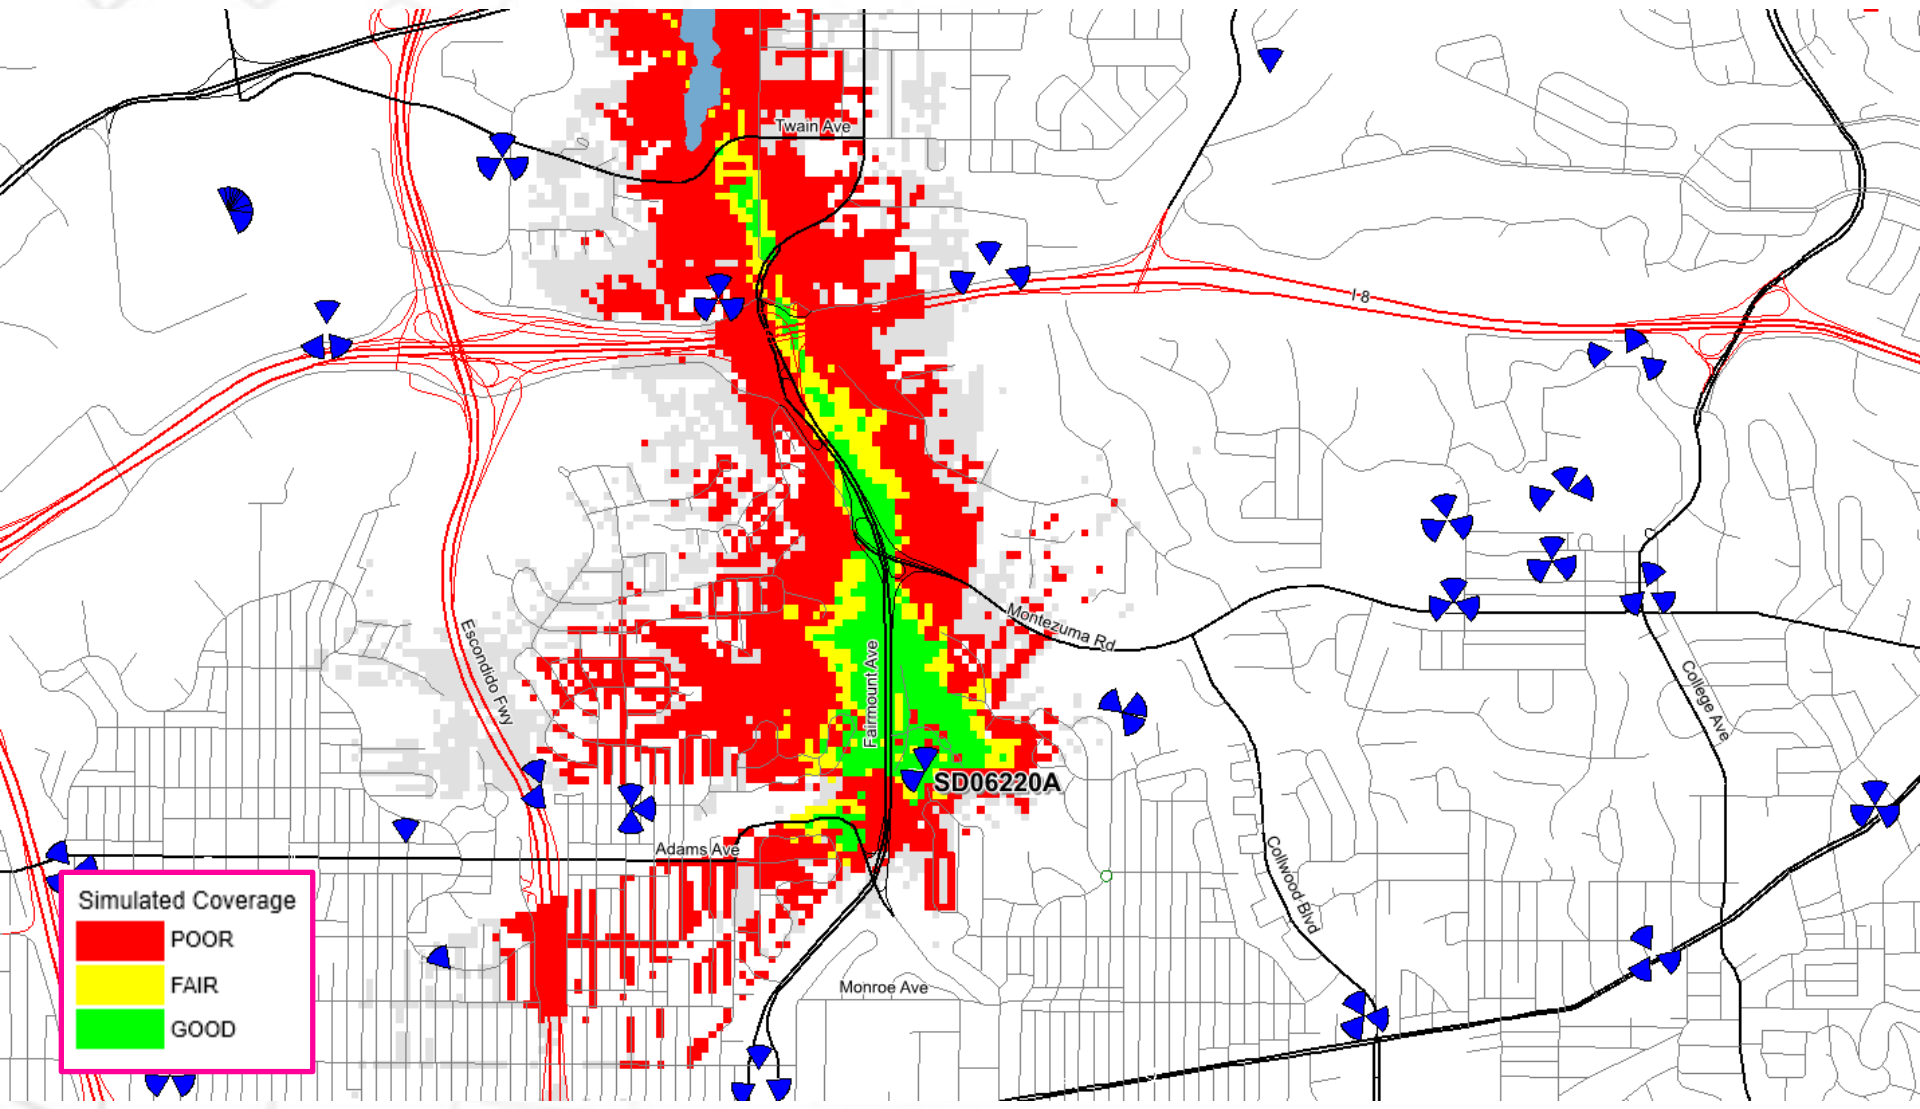 Twain Ave
I-8
Montezuma Rd
Escondido Fwy
Fairmount Ave
College Ave
SD06220A
Adams Ave
Collwood Blvd
Monroe Ave
Simulated Coverage
POOR
FAIR
GOOD